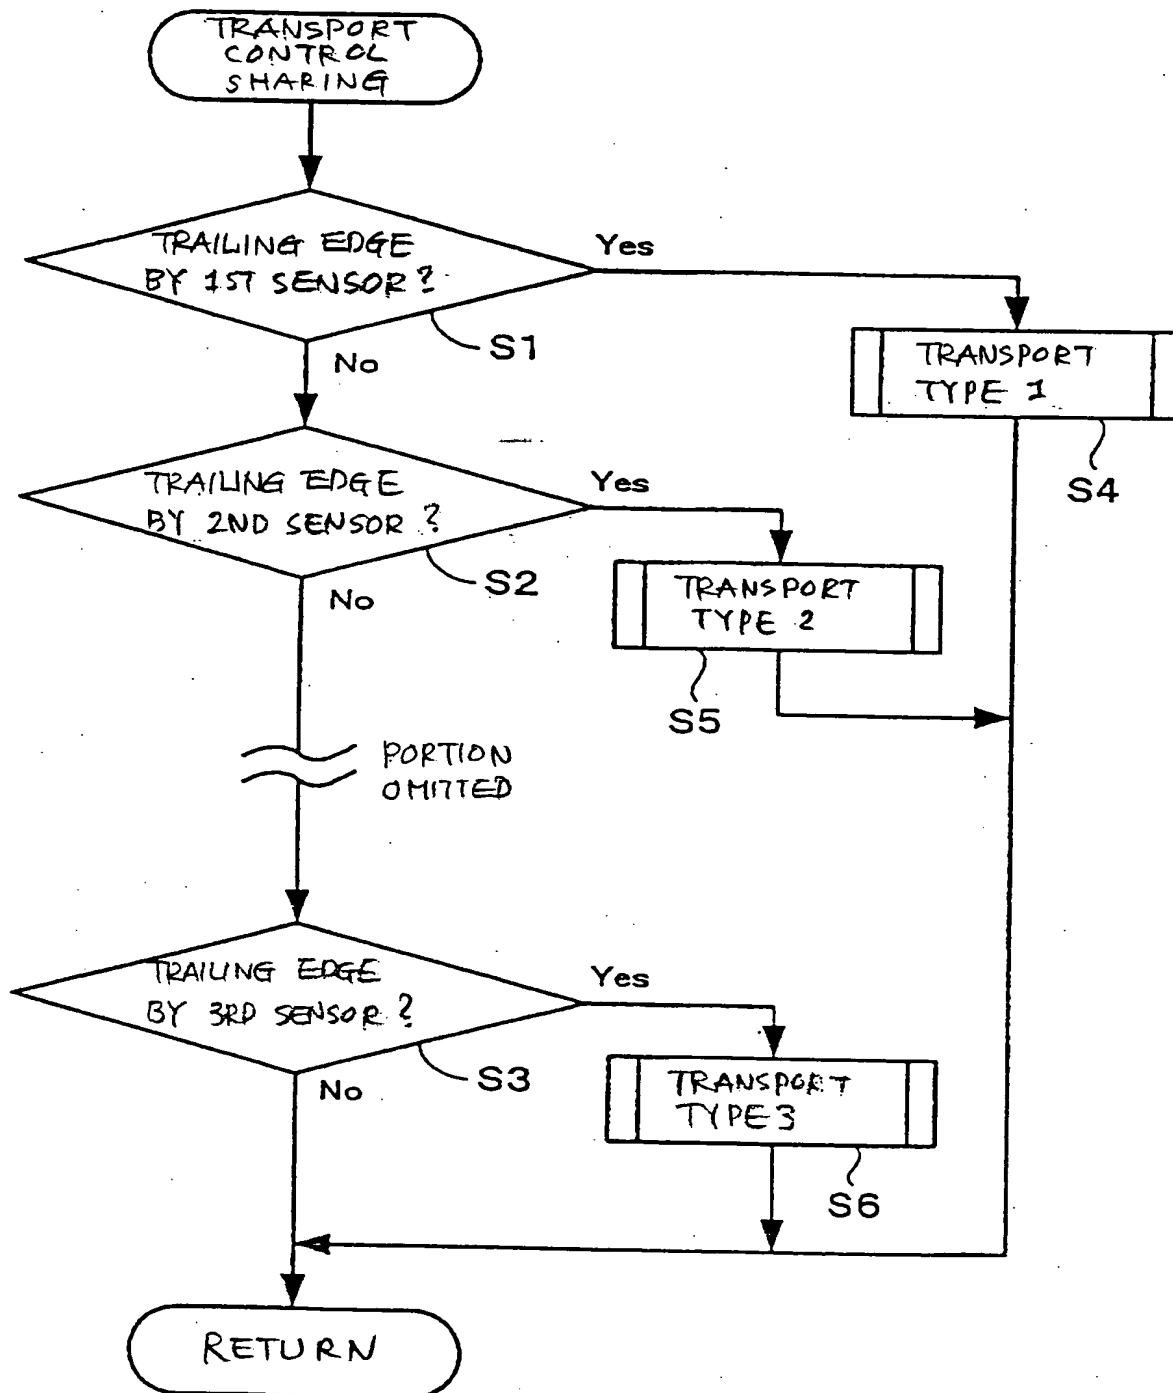 TRANSPORT
CONTROL
SHARING
TRAILING EDGE
BY 1ST SENSOR?
Yes
S1
No
TRANSPORT
TYPE 1
S4
TRAILING EDGE
BY 2ND SENSOR?
Yes
S2
No
TRANSPORT
TYPE 2
S5
PORTION
OMITTED
TRAILING EDGE
BY 3RD SENSOR?
Yes
S3
No
TRANSPORT
TYPE 3
S6
RETURN